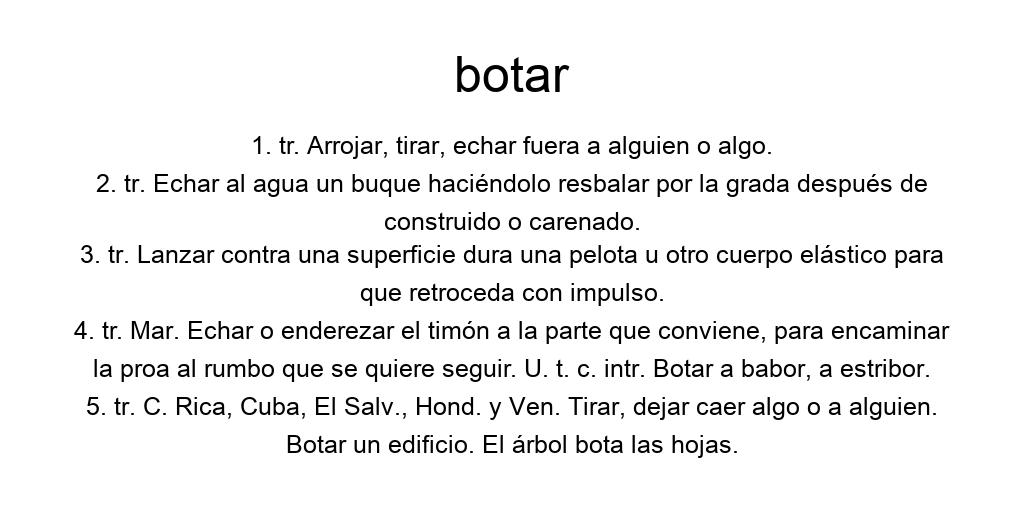 botar
1. tr. Arrojar, tirar, echar fuera a alguien o algo.
2. tr. Echar al agua un buque haciéndolo resbalar por la grada después de
construido o carenado.
3. tr. Lanzar contra una superficie dura una pelota u otro cuerpo elástico para
que retroceda con impulso.
4. tr. Mar. Echar o enderezar el timón a la parte que conviene, para encaminar
la proa al rumbo que se quiere seguir. U. t. c. intr. Botar a babor, a estribor.
5. tr. C. Rica, Cuba, El Salv., Hond. y Ven. Tirar, dejar caer algo o a alguien.
Botar un edificio. El árbol bota las hojas.